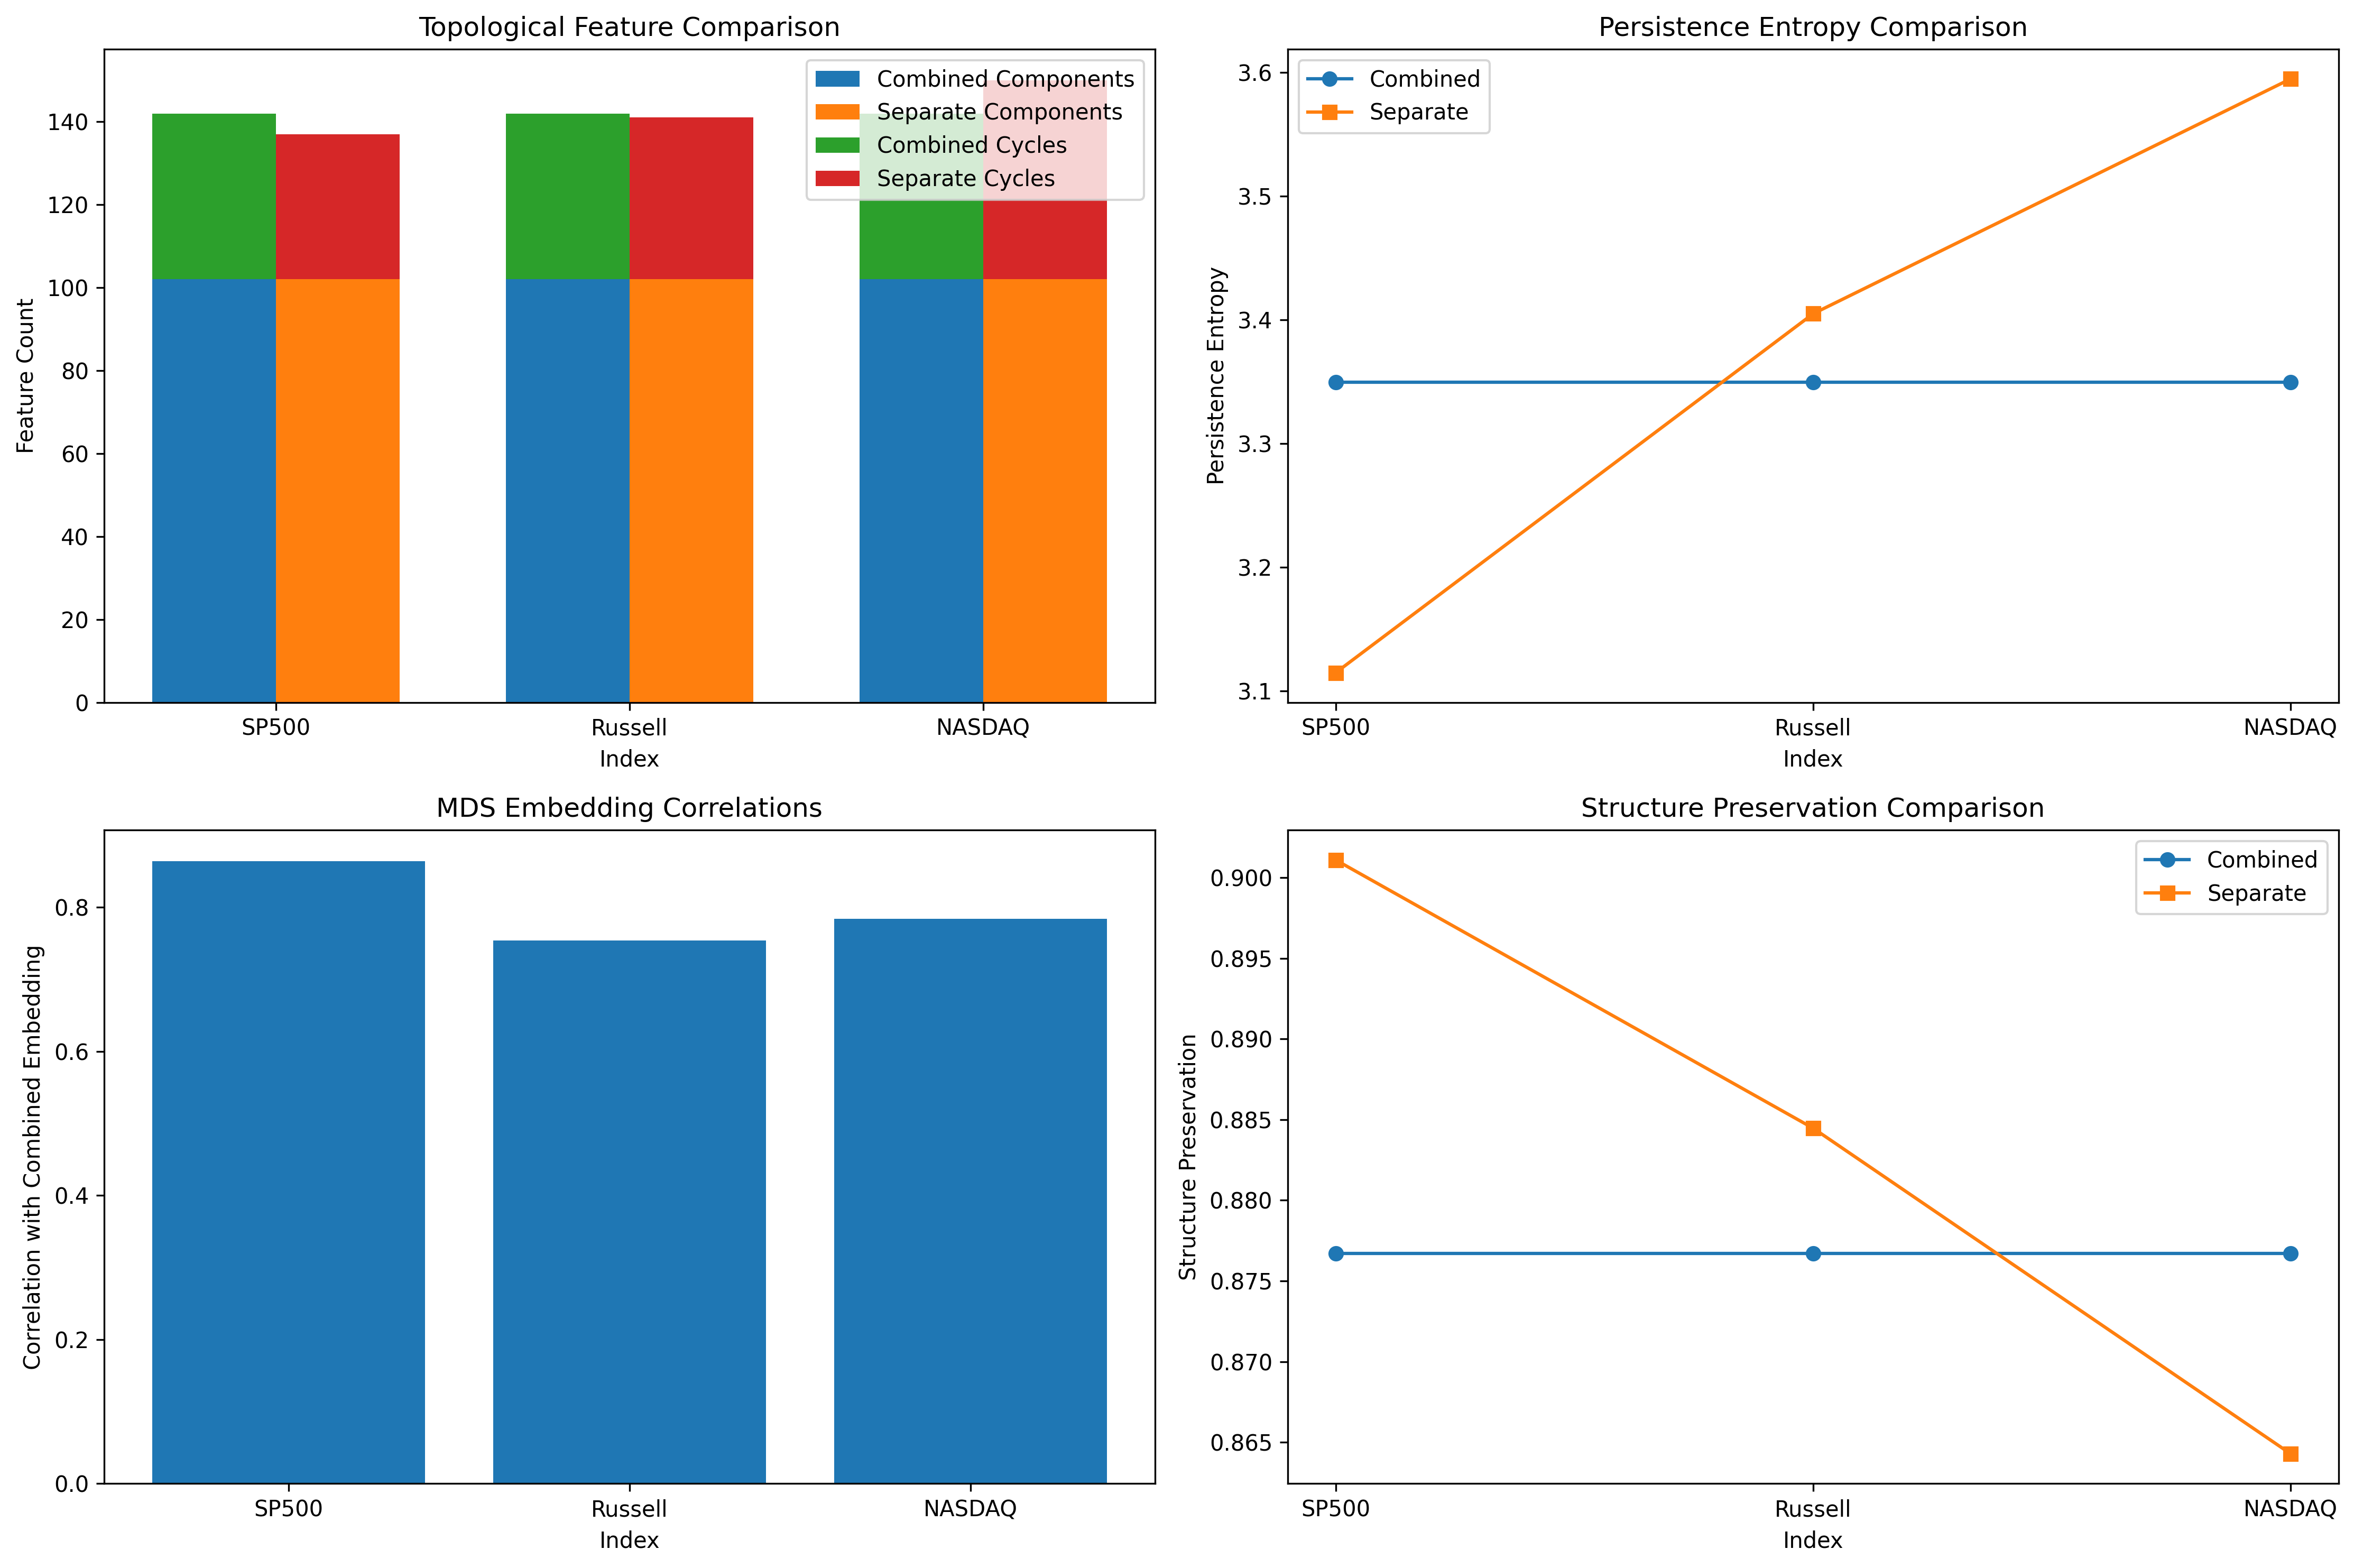 Topological Feature Comparison
Feature Count
140
120
100
80
60
40
20
0
Combined Components
Separate Components
Combined Cycles
Separate Cycles
SP500
Russell
NASDAQ
Index
Persistence Entropy Comparison
Persistence Entropy
3.6
3.5
3.4
3.3
3.2
3.1
Combined
Separate
SP500
Russell
NASDAQ
Index
MDS Embedding Correlations
Correlation with Combined Embedding
0.8
0.6
0.4
0.2
0.0
SP500
Russell
NASDAQ
Index
Structure Preservation Comparison
Structure Preservation
0.900
0.895
0.890
0.885
0.880
0.875
0.870
0.865
Combined
Separate
SP500
Russell
NASDAQ
Index